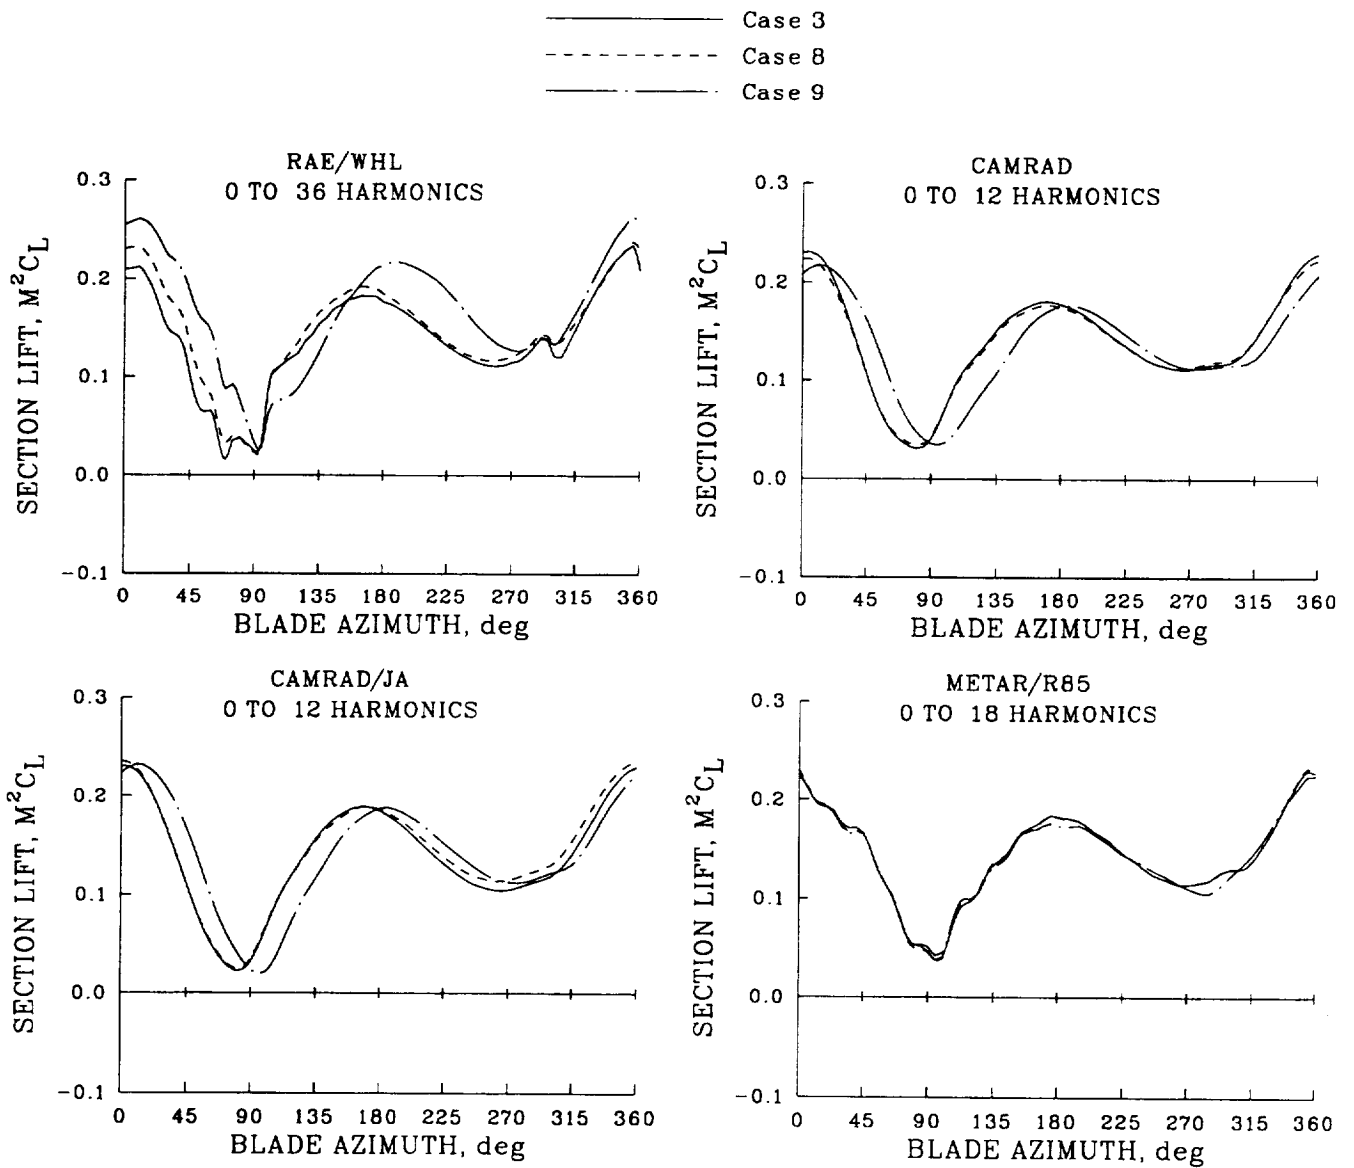 Case 3
Case 8
Case 9
RAE/WHL
0 TO 36 HARMONICS
0.3
0.2
0.1
0.0
-0.1
SECTION LIFT, M²CL
0 45 90 135 180 225 270 315 360
BLADE AZIMUTH, deg
CAMRAD
0 TO 12 HARMONICS
0.3
0.2
0.1
0.0
-0.1
SECTION LIFT, M²CL
0 45 90 135 180 225 270 315 360
BLADE AZIMUTH, deg
CAMRAD/JA
0 TO 12 HARMONICS
0.3
0.2
0.1
0.0
-0.1
SECTION LIFT, M²CL
0 45 90 135 180 225 270 315 360
BLADE AZIMUTH, deg
METAR/R85
0 TO 18 HARMONICS
0.3
0.2
0.1
0.0
-0.1
SECTION LIFT, M²CL
0 45 90 135 180 225 270 315 360
BLADE AZIMUTH, deg